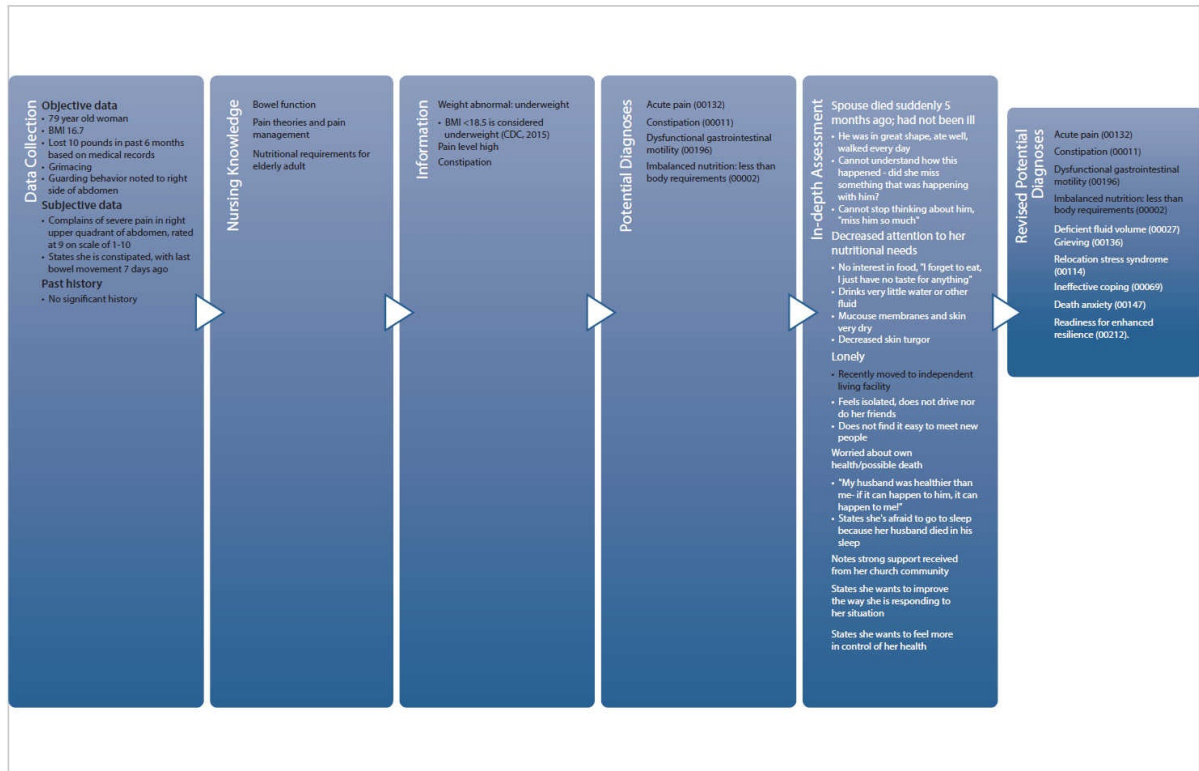 Data Collection
Objective data
• 79 year old woman
• BMI 16.7
• Lost 10 pounds in past 6 months
based on medical records
• Grimacing
• Guarding behavior noted to right
side of abdomen
Subjective data
• Complains of severe pain in right
upper quadrant of abdomen, rated
at 9 on scale of 1-10
• States she is constipated, with last
bowel movement 7 days ago
Past history
• No significant history
Nursing Knowledge
Bowel function
Pain theories and pain
management
Nutritional requirements for
elderly adult
Information
Weight abnormal: underweight
• BMI <18.5 is considered
underweight (CDC, 2015)
Pain level high
Constipation
Potential Diagnoses
Acute pain (00132)
Constipation (00011)
Dysfunctional gastrointestinal
motility (00196)
Imbalanced nutrition: less than
body requirements (00002)
In-depth Assessment
Spouse died suddenly 5
months ago; had not been ill
• He was in great shape, ate well,
walked every day
• Cannot understand how this
happened - did she miss
something that was happening
with him?
• Cannot stop thinking about him,
"miss him so much"
Decreased attention to her
nutritional needs
• No interest in food, "I forget to eat,
I just have no taste for anything"
• Drinks very little water or other
fluid
• Mucouse membranes and skin
very dry
• Decreased skin turgor
Lonely
• Recently moved to independent
living facility
• Feels isolated, does not drive nor
do her friends
• Does not find it easy to meet new
people
Worried about own
health/possible death
• "My husband was healthier than
me- if it can happen to him, it can
happen to me!"
• States she's afraid to go to sleep
because her husband died in his
sleep
Notes strong support received
from her church community
States she wants to improve
the way she is responding to
her situation
States she wants to feel more
in control of her health
Revised Potential
Diagnoses
Acute pain (00132)
Constipation (00011)
Dysfunctional gastrointestinal
motility (00196)
Imbalanced nutrition: less than
body requirements (00002)
Deficient fluid volume (00027)
Grieving (00136)
Relocation stress syndrome
(00114)
Ineffective coping (00069)
Death anxiety (00147)
Readiness for enhanced
resilience (00212).